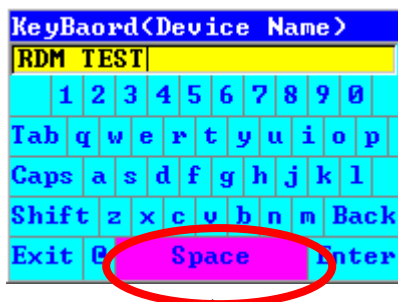 KeyBaord(Device Name)
RDM TEST
1 2 3 4 5 6 7 8 9 0
Tab q w e r t y u i o p
Caps a s d f g h j k l
Shift z x c v b n m Back
Exit @ Space Enter